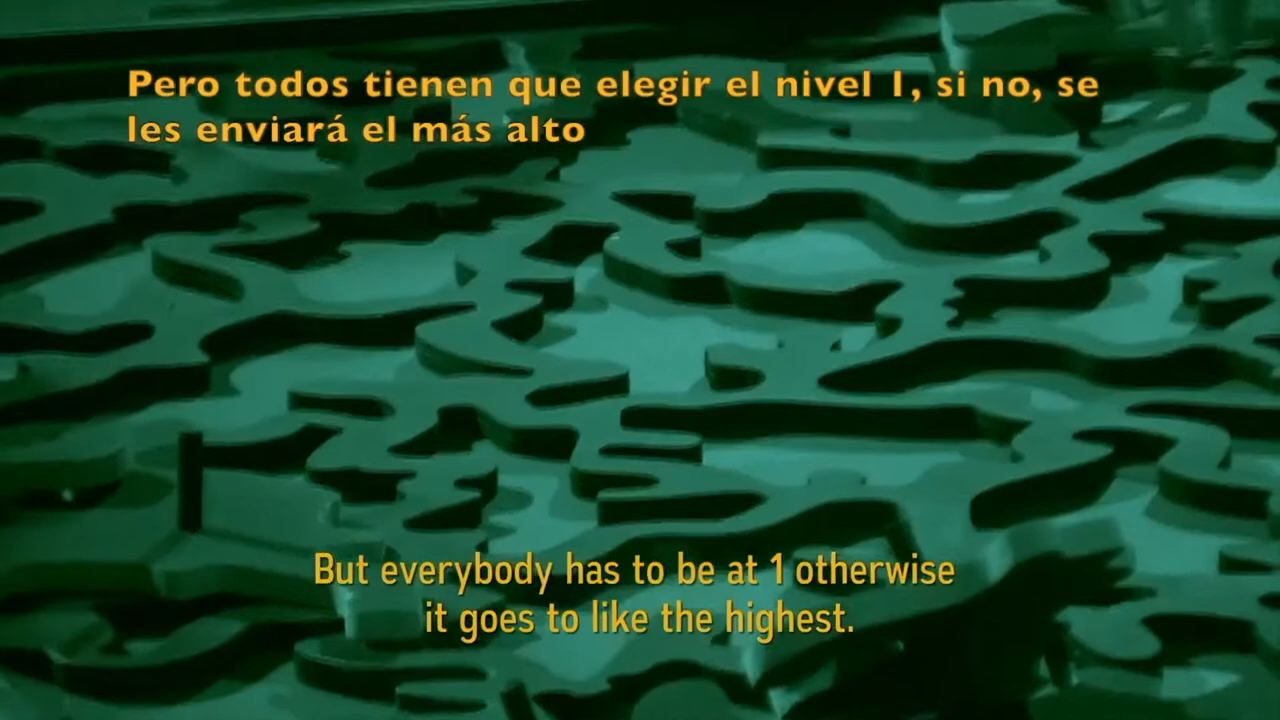 Pero todos tienen que elegir el nivel 1, si no, se
les enviará el más alto
But everybody has to be at 1 otherwise
it goes to like the highest.